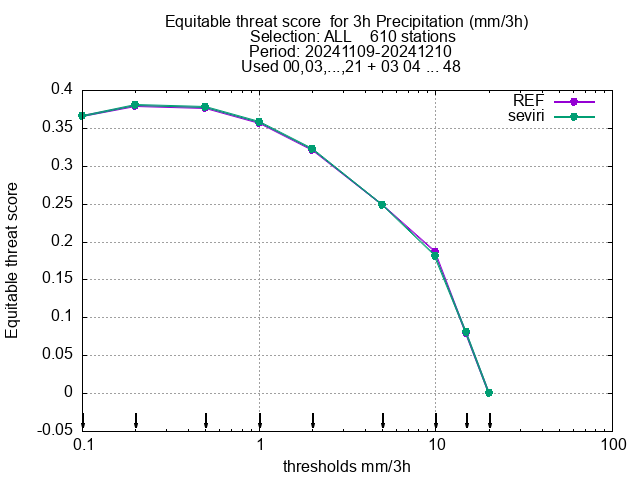 Equitable threat score  for 3h Precipitation (mm/3h)
Selection: ALL    610 stations
Period: 20241109-20241210
Used 00,03,...,21 + 03 04 ... 48
REF
seviri
0.4
0.35
0.3
0.25
0.2
0.15
0.1
0.05
0
-0.05
Equitable threat score
0.1 1 10 100
thresholds mm/3h